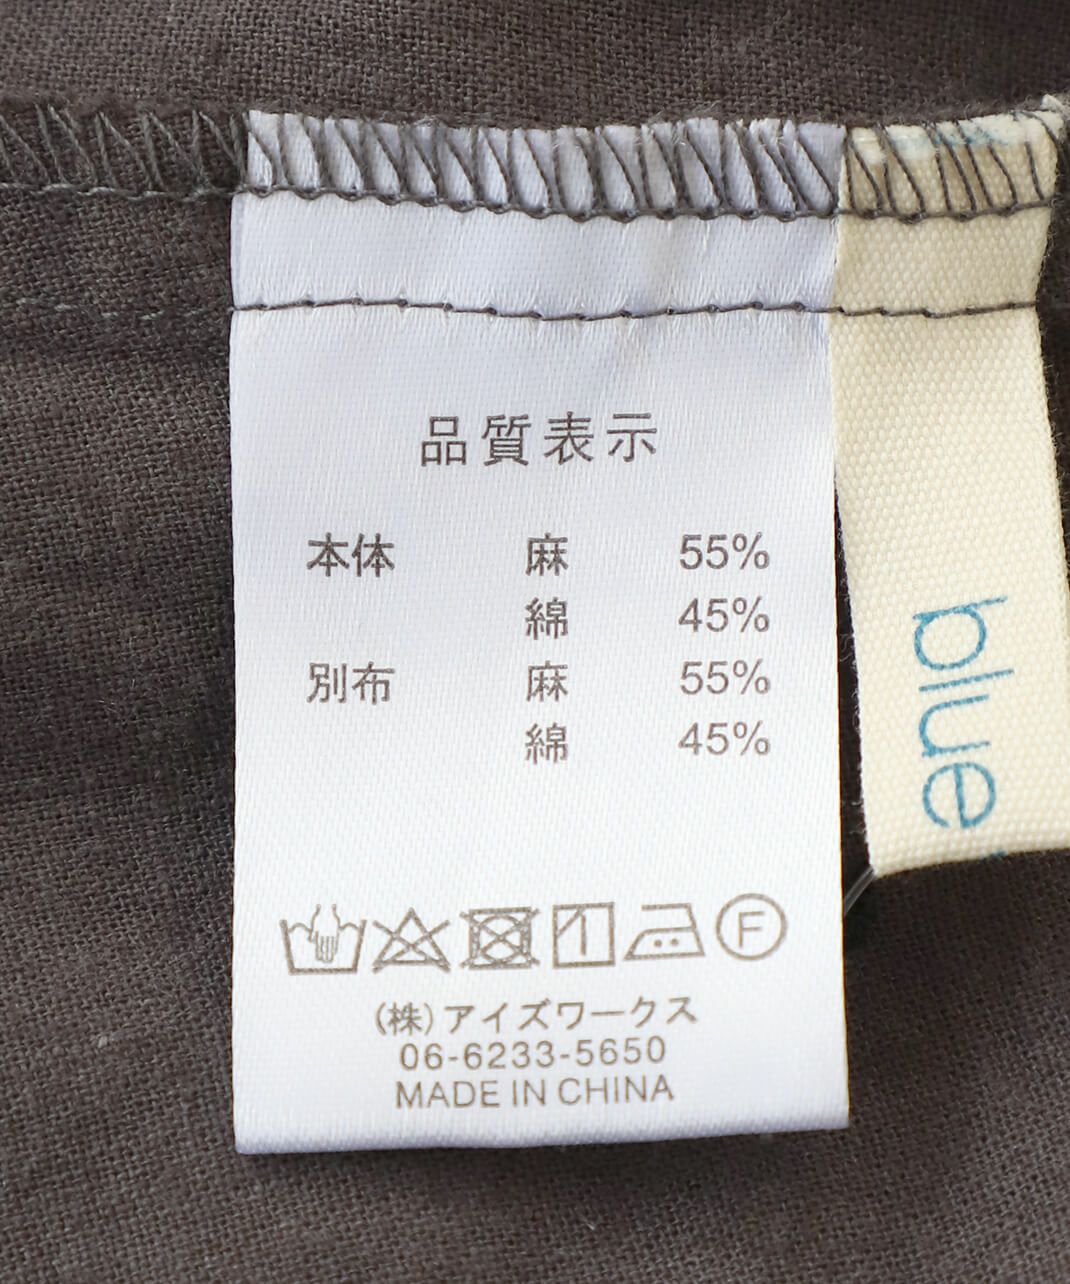 品質表示
本体 麻 55%
綿 45%
別布 麻 55%
綿 45%
F
(株)アイズワークス
06-6233-5650
MADE IN CHINA
blue